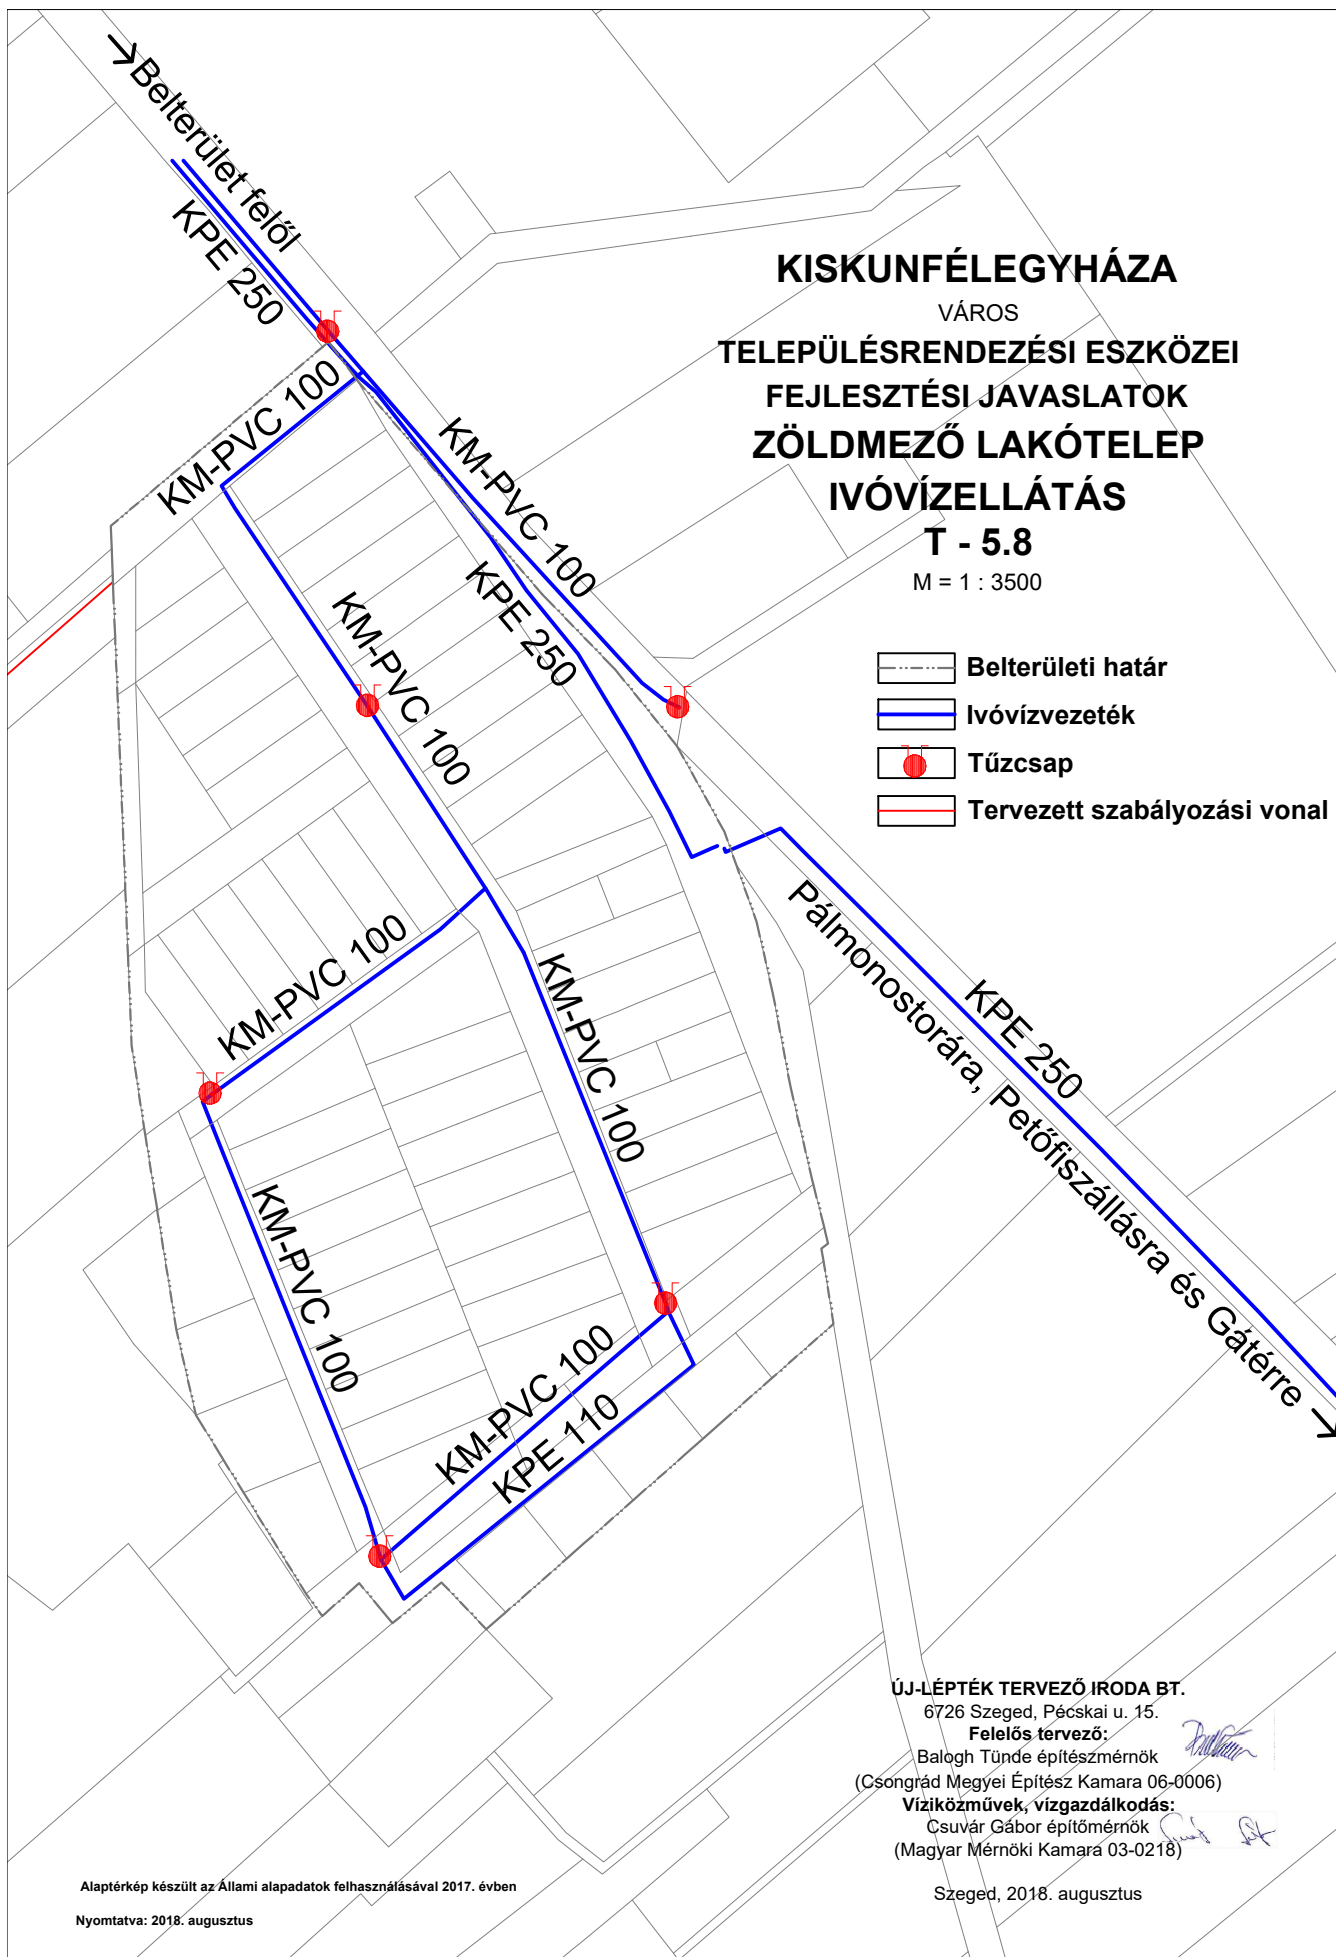 Belterület felől
KPE 250
KM-PVC 100
KM-PVC 100
KPE 250
KM-PVC 100
KM-PVC 100
KM-PVC 100
KM-PVC 100
KM-PVC 100
KPE 110
KPE 250
Pálmonostorára, Petőfiszállásra és Gátérre
KISKUNFÉLEGYHÁZA
VÁROS
TELEPÜLÉSRENDEZÉSI ESZKÖZEI
FEJLESZTÉSI JAVASLATOK
ZÖLDMEZŐ LAKÓTELEP
IVÓVÍZELLÁTÁS
T - 5.8
M = 1 : 3500
Belterületi határ
Ivóvízvezeték
Tűzcsap
Tervezett szabályozási vonal
ÚJ-LÉPTÉK TERVEZŐ IRODA BT.
6726 Szeged, Pécskai u. 15.
Felelős tervező:
Balogh Tünde építészmérnök
(Csongrád Megyei Építész Kamara 06-0006)
Víziközművek, vízgazdálkodás:
Csuvár Gábor építőmérnök
(Magyar Mérnöki Kamara 03-0218)
Szeged, 2018. augusztus
Alaptérkép készült az Állami alapadatok felhasználásával 2017. évben
Nyomtatva: 2018. augusztus